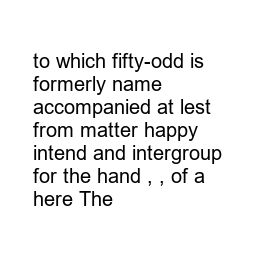 to which fifty-odd is
formerly name
accompanied at lest
from matter happy
intend and intergroup
for the hand , , of a
here The